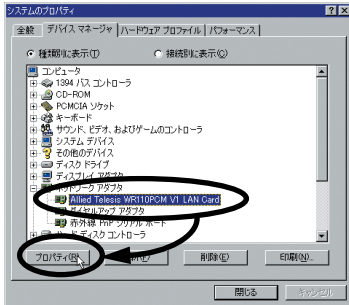 システムのプロパティ
全般 デバイス マネージャ ハードウェア プロファイル パフォーマンス
種類別に表示(T) 接続別に表示(C)
コンピュータ
1394 バス コントローラ
CD-ROM
PCMCIA ソケット
キーボード
サウンド、ビデオ、およびゲームのコントローラ
システム デバイス
その他のデバイス
ディスク ドライブ
ディスプレイ アダプタ
ネットワーク アダプタ
Allied Telesis WR110PCM V1 LAN Card
ダイヤルアップ アダプタ
赤外線 PnP シリアル ポート
ハード ディスク コントローラ
プロパティ(R) 削除(E) 印刷(N)...
閉じる キャンセル